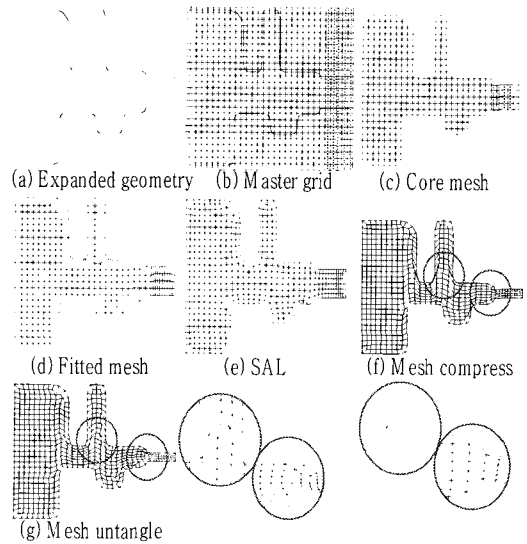 (a) Expanded geometry
(b) Master grid
(c) Core mesh
(d) Fitted mesh
(e) SAL
(f) Mesh compress
(g) Mesh untangle